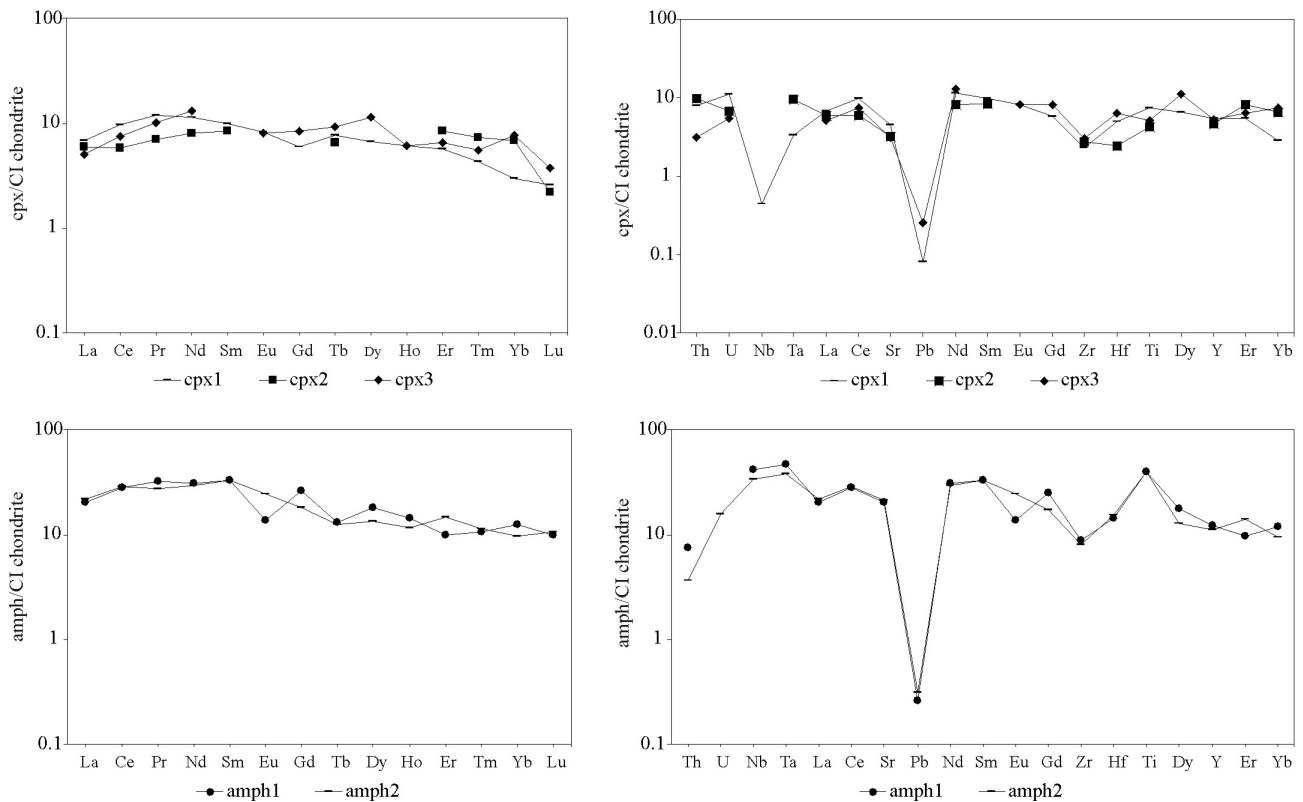 cpx/CI chondrite
100
10
1
0.1
La Ce Pr Nd Sm Eu Gd Tb Dy Ho Er Tm Yb Lu
cpx1 cpx2 cpx3
cpx/CI chondrite
100
10
1
0.1
0.01
Th U Nb Ta La Ce Sr Pb Nd Sm Eu Gd Zr Hf Ti Dy Y Er Yb
cpx1 cpx2 cpx3
amph/CI chondrite
100
10
1
0.1
La Ce Pr Nd Sm Eu Gd Tb Dy Ho Er Tm Yb Lu
amph1 amph2
amph/CI chondrite
100
10
1
0.1
Th U Nb Ta La Ce Sr Pb Nd Sm Eu Gd Zr Hf Ti Dy Y Er Yb
amph1 amph2